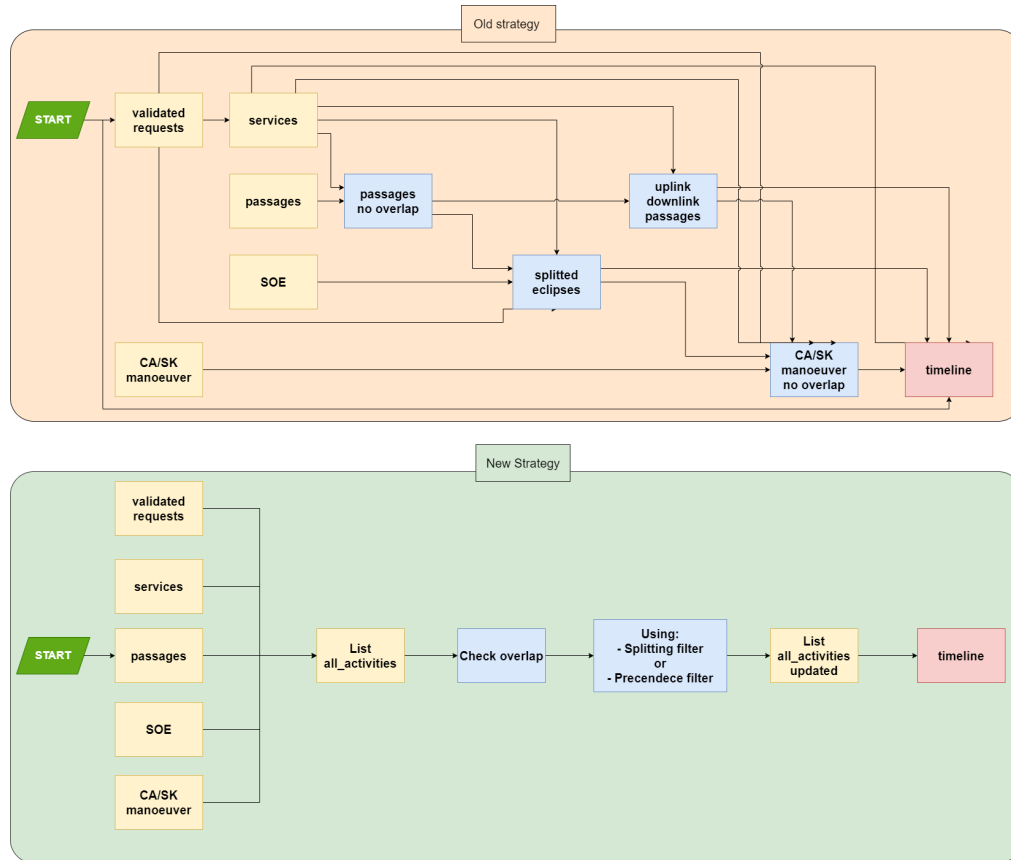 Old strategy
START
validated
requests
services
passages
passages
no overlap
uplink
downlink
passages
SOE
splitted
eclipses
CA/SK
manoeuver
CA/SK
manoeuver
no overlap
timeline
New Strategy
validated
requests
services
START
passages
SOE
CA/SK
manoeuver
List
all_activities
Check overlap
Using:
- Splitting filter
or
- Precendece filter
List
all_activities
updated
timeline